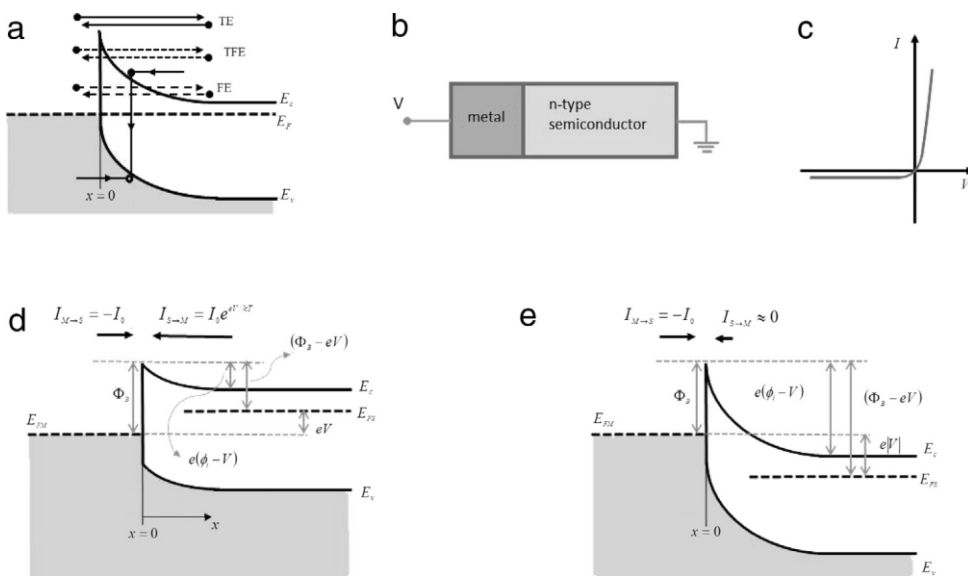 a
TE
TFE
FE
E_c
E_F
E_v
x = 0
b
V
metal
n-type
semiconductor
c
I
V
d
I_{M→S} = -I_0
I_{S→M} = I_0 e^{eV/kT}
(Φ_B - eV)
Φ_B
E_c
E_{FM}
E_{FS}
eV
e(ϕ_i - V)
E_v
x
x = 0
e
I_{M→S} = -I_0
I_{S→M} ≈ 0
Φ_B
e(ϕ_i - V)
(Φ_B - eV)
E_{FM}
e|V|
E_c
E_{FS}
x = 0
E_v